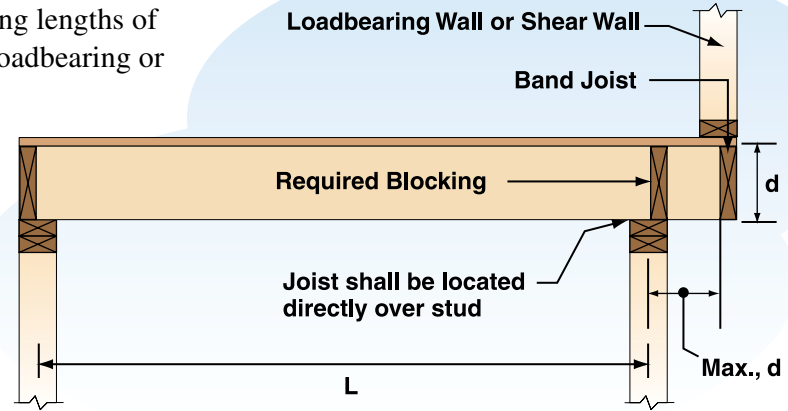 ng lengths of
oadbearing or
Loadbearing Wall or Shear Wall
Band Joist
Required Blocking
d
Joist shall be located
directly over stud
Max., d
L